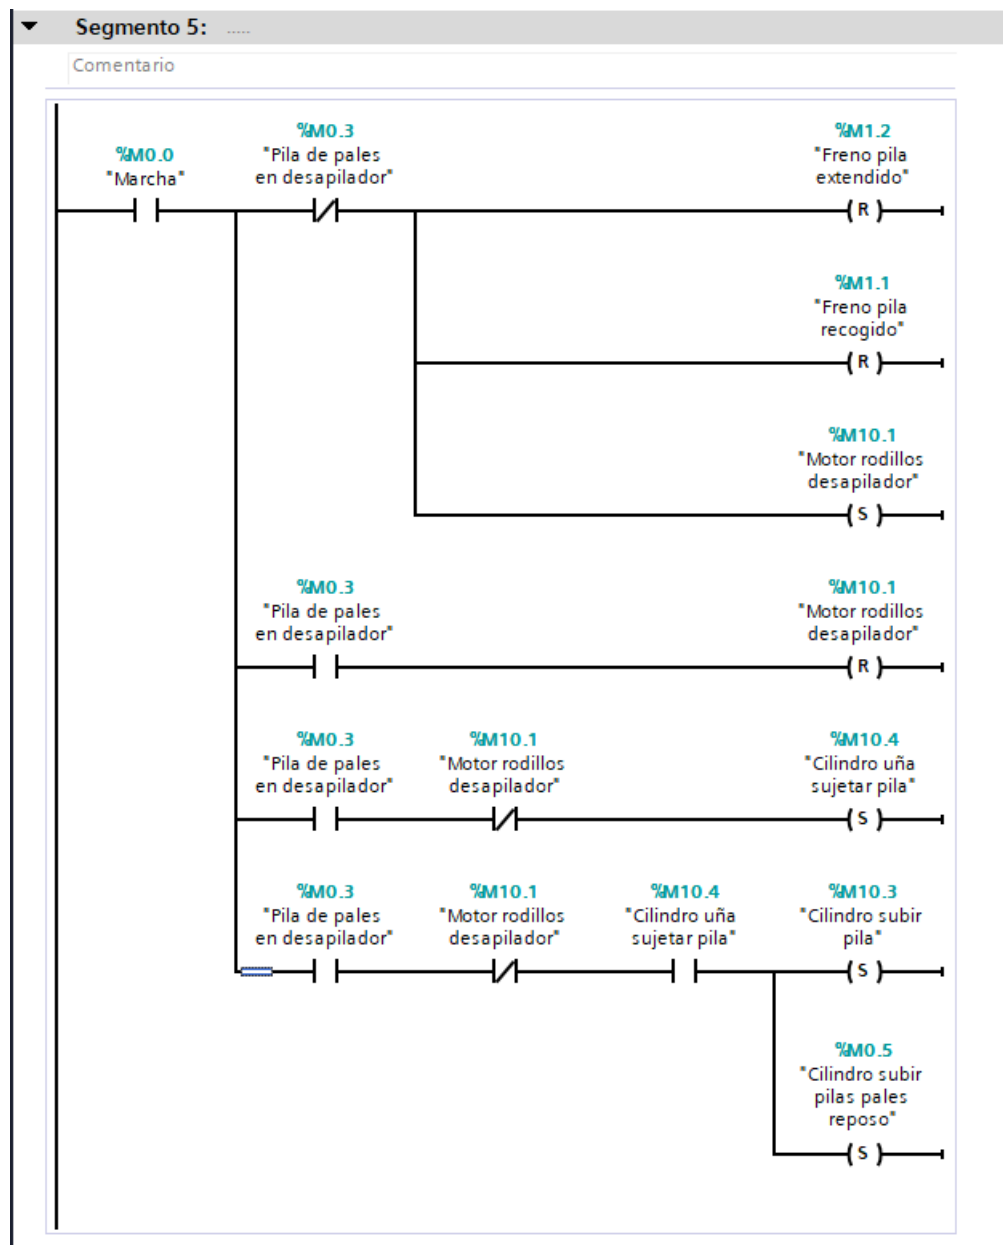 Segmento 5: .....
Comentario
%M0.0
"Marcha"
%M0.3
"Pila de pales
en desapilador"
%M1.2
"Freno pila
extendido"
R
%M1.1
"Freno pila
recogido"
R
%M10.1
"Motor rodillos
desapilador"
S
%M0.3
"Pila de pales
en desapilador"
%M10.1
"Motor rodillos
desapilador"
R
%M0.3
"Pila de pales
en desapilador"
%M10.1
"Motor rodillos
desapilador"
%M10.4
"Cilindro uña
sujetar pila"
S
%M0.3
"Pila de pales
en desapilador"
%M10.1
"Motor rodillos
desapilador"
%M10.4
"Cilindro uña
sujetar pila"
%M10.3
"Cilindro subir
pila"
S
%M0.5
"Cilindro subir
pilas pales
reposo"
S